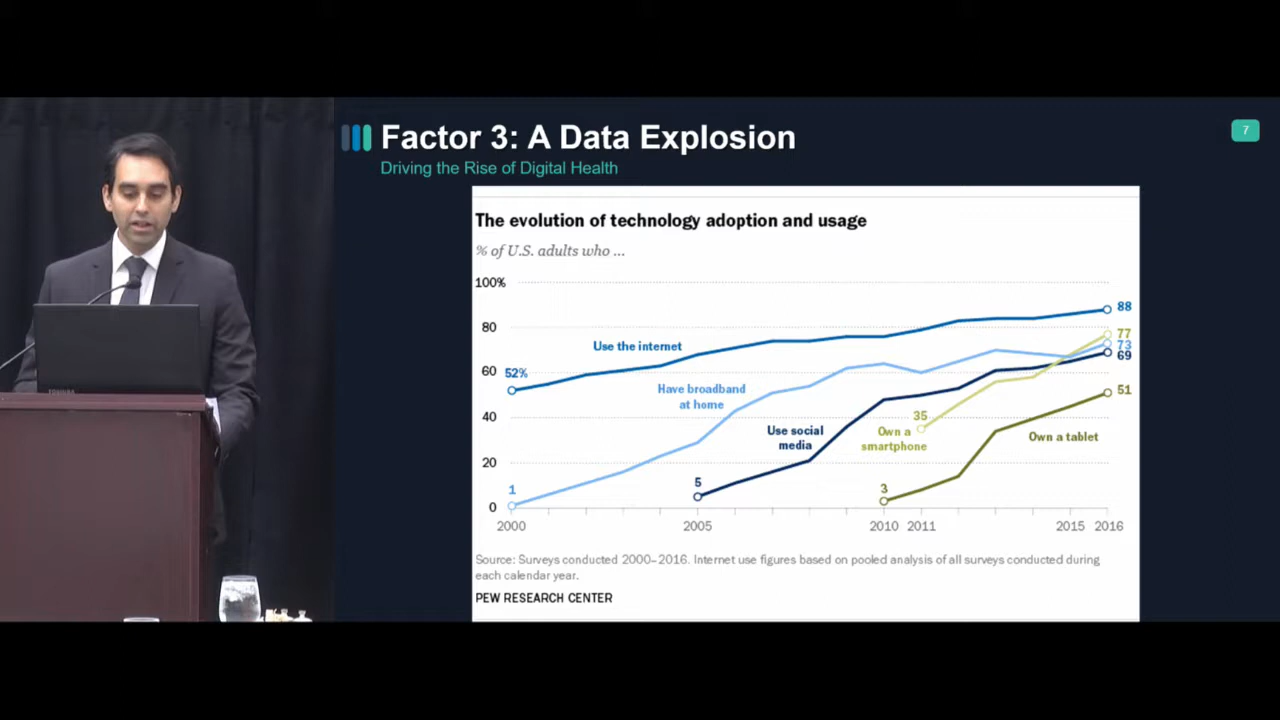 Factor 3: A Data Explosion
7
Driving the Rise of Digital Health
The evolution of technology adoption and usage
% of U.S. adults who ...
100%
80
60
40
20
0
52%
Use the internet
88
1
Have broadband
at home
73
5
Use social
media
69
35
Own a
smartphone
77
3
Own a tablet
51
2000
2005
2010
2011
2015
2016
Source: Surveys conducted 2000–2016. Internet use figures based on pooled analysis of all surveys conducted during
each calendar year.
PEW RESEARCH CENTER